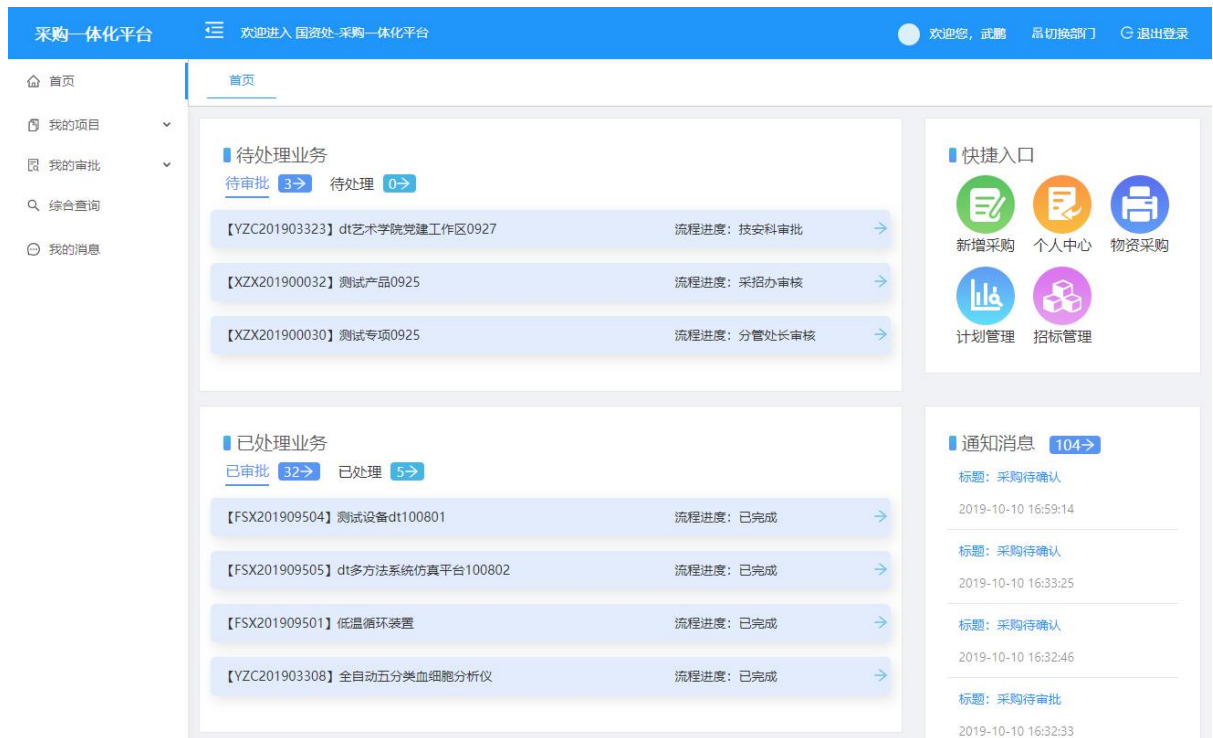 采购一体化平台
欢迎进入 国资处-采购一体化平台
欢迎您，武鹏 切换部门 退出登录
首页
我的项目
我的审批
综合查询
我的消息
首页
待处理业务
待审批 3→ 待处理 0→
【YZC201903323】dt艺术学院党建工作区0927 流程进度：技安科审批 →
【XZX201900032】测试产品0925 流程进度：采招办审核 →
【XZX201900030】测试专项0925 流程进度：分管处长审核 →
快捷入口
新增采购 个人中心 物资采购
计划管理 招标管理
已处理业务
已审批 32→ 已处理 5→
【FSX201909504】测试设备dt100801 流程进度：已完成 →
【FSX201909505】dt多方法系统仿真平台100802 流程进度：已完成 →
【FSX201909501】低温循环装置 流程进度：已完成 →
【YZC201903308】全自动五分类血细胞分析仪 流程进度：已完成 →
通知消息 104→
标题：采购待确认
2019-10-10 16:59:14
标题：采购待确认
2019-10-10 16:33:25
标题：采购待确认
2019-10-10 16:32:46
标题：采购待审批
2019-10-10 16:32:33